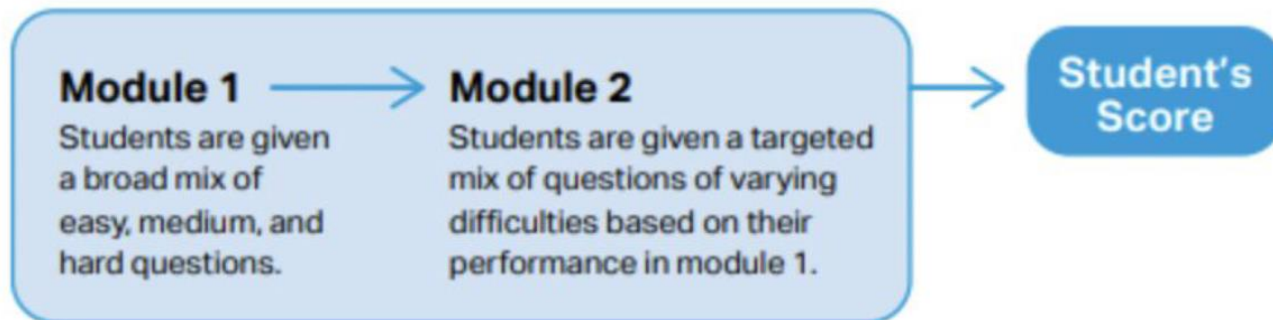 Module 1
Students are given
a broad mix of
easy, medium, and
hard questions.
Module 2
Students are given a targeted
mix of questions of varying
difficulties based on their
performance in module 1.
Student's
Score